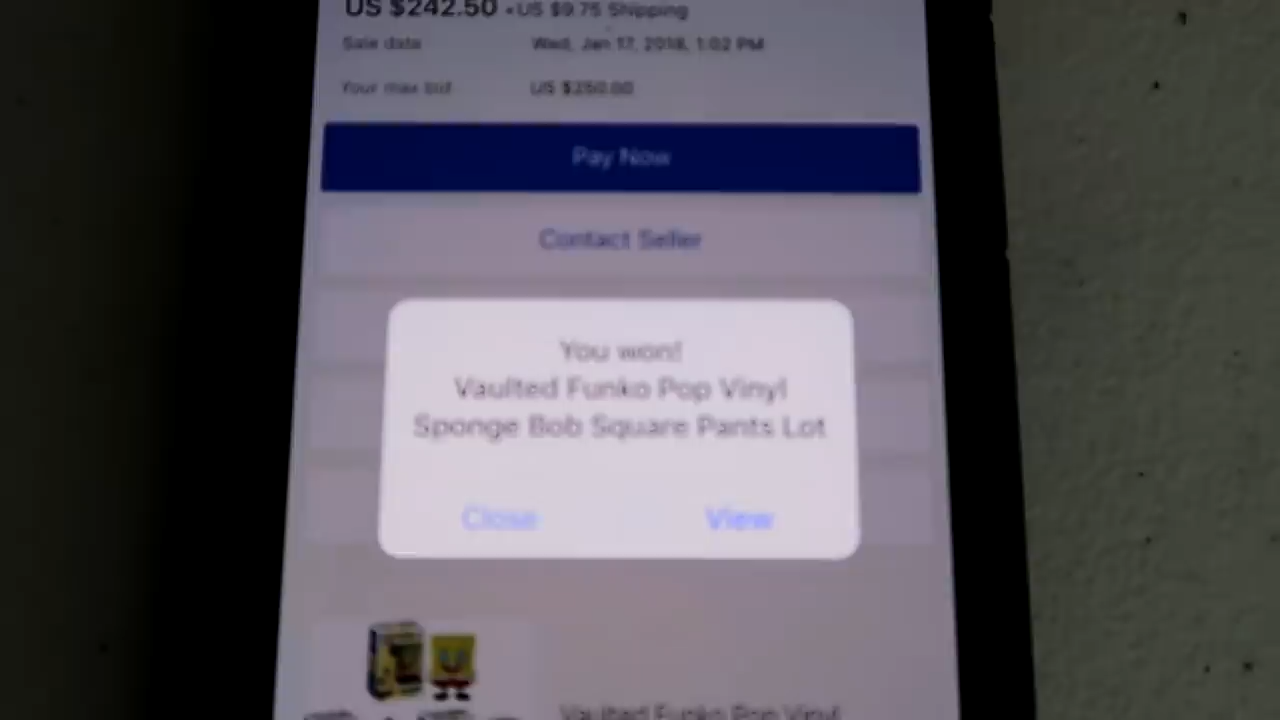 US $242.50 + US $9.75 Shipping
Sale date Wed, Jan 17, 2018, 1:02 PM
Your max bid US $250.00
Pay Now
Contact Seller
You won!
Vaulted Funko Pop Vinyl
Sponge Bob Square Pants Lot
Close View
Vaulted Funko Pop Vinyl